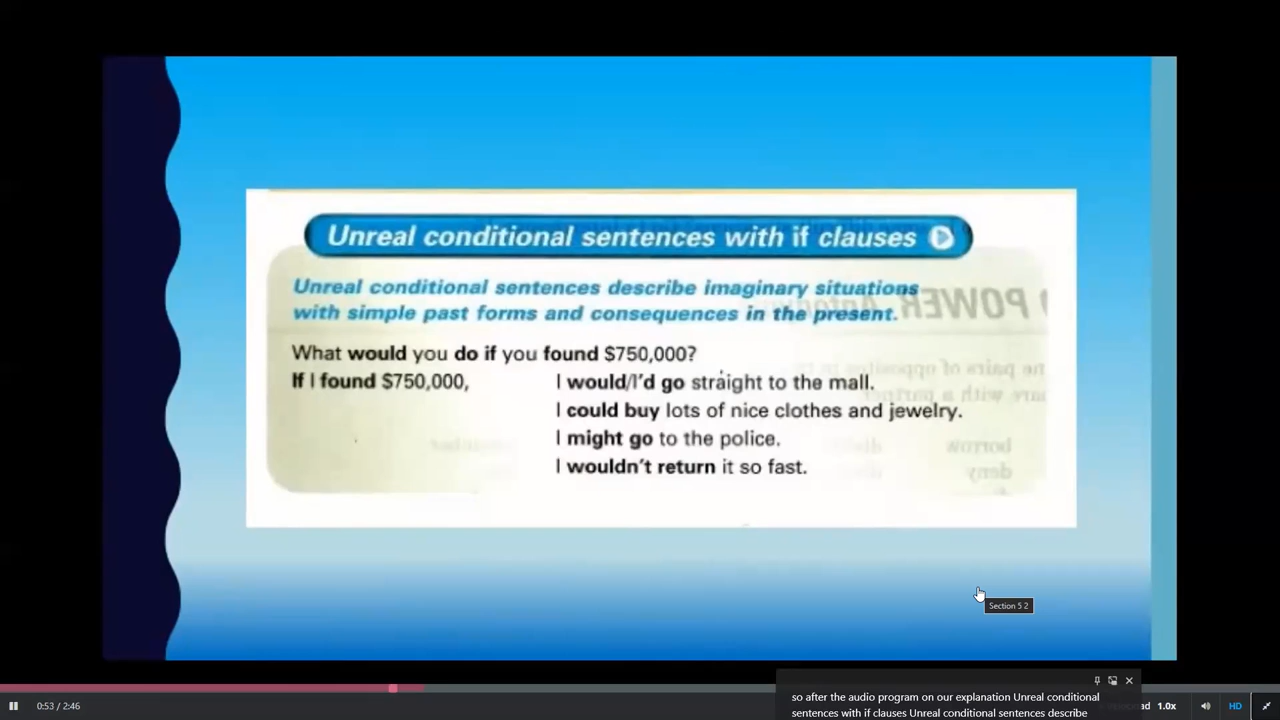 Unreal conditional sentences with if clauses
Unreal conditional sentences describe imaginary situations
with simple past forms and consequences in the present.
What would you do if you found $750,000?
If I found $750,000, I would/I'd go straight to the mall.
I could buy lots of nice clothes and jewelry.
I might go to the police.
I wouldn't return it so fast.
POWER
borrow
deny
Section 5 2
so after the audio program on our explanation Unreal conditional
sentences with if clauses Unreal conditional sentences describe
0:53 / 2:46
1.0x
HD